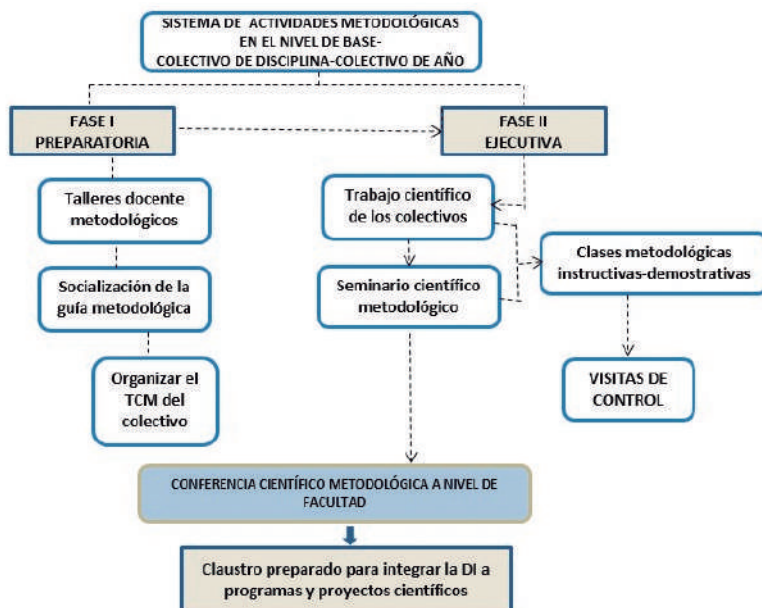 SISTEMA DE ACTIVIDADES METODOLÓGICAS
EN EL NIVEL DE BASE-
COLECTIVO DE DISCIPLINA-COLECTIVO DE AÑO
FASE I
PREPARATORIA
FASE II
EJECUTIVA
Talleres docente
metodológicos
Socialización de la
guía metodológica
Organizar el
TCM del
colectivo
Trabajo científico
de los colectivos
Seminario científico
metodológico
Clases metodológicas
instructivas-demostrativas
VISITAS DE
CONTROL
CONFERENCIA CIENTÍFICO METODOLÓGICA A NIVEL DE
FACULTAD
Claustro preparado para integrar la DI a
programas y proyectos científicos